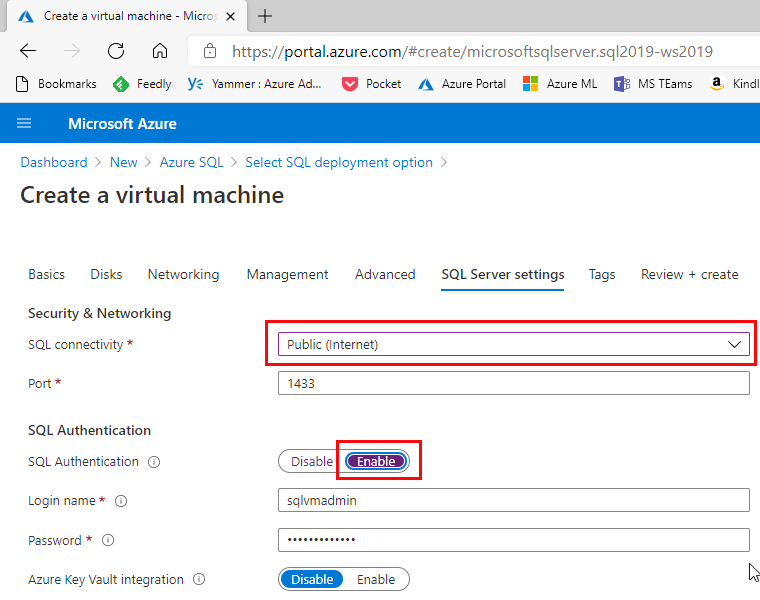 Create a virtual machine - Micros
https://portal.azure.com/#create/microsoftsqlserver.sql2019-ws2019
Bookmarks Feedly Yammer : Azure Ad... Pocket Azure Portal Azure ML MS TEams Kindl
Microsoft Azure
Dashboard > New > Azure SQL > Select SQL deployment option >
Create a virtual machine
Basics Disks Networking Management Advanced SQL Server settings Tags Review + create
Security & Networking
SQL connectivity * Public (Internet)
Port * 1433
SQL Authentication
SQL Authentication Disable Enable
Login name * sqlvmadmin
Password * •••••••••••••
Azure Key Vault integration Disable Enable